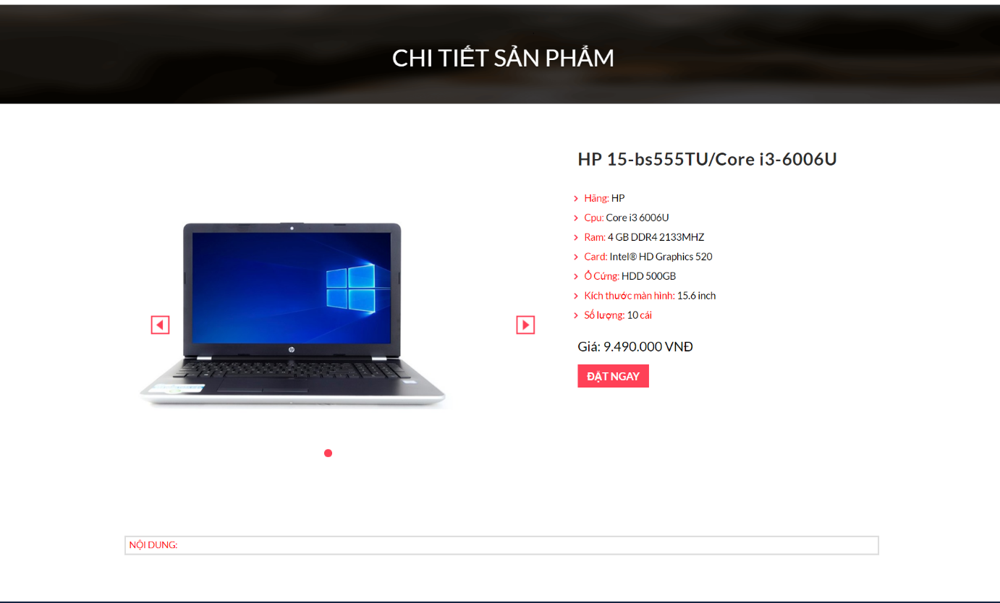 CHI TIẾT SẢN PHẨM
HP 15-bs555TU/Core i3-6006U
Hãng: HP
Cpu: Core i3 6006U
Ram: 4 GB DDR4 2133MHZ
Card: Intel® HD Graphics 520
Ổ Cứng: HDD 500GB
Kích thước màn hình: 15.6 inch
Số lượng: 10 cái
Giá: 9.490.000 VNĐ
ĐẶT NGAY
hp
NỘI DUNG: